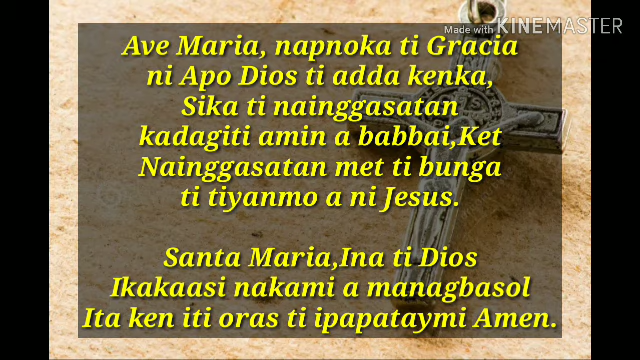 Made with KINEMASTER
Ave Maria, napnoka ti Gracia
ni Apo Dios ti adda kenka,
Sika ti nainggasatan
kadagiti amin a babbai,Ket
Nainggasatan met ti bunga
ti tiyanmo a ni Jesus.
Santa Maria,Ina ti Dios
Ikakaasi nakami a managbasol
Ita ken iti oras ti ipapataymi Amen.